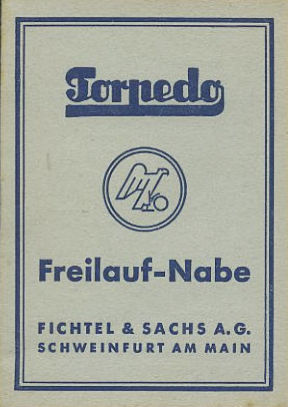 Torpedo
Freilauf-Nabe
FICHTEL & SACHS A.G.
SCHWEINFURT AM MAIN